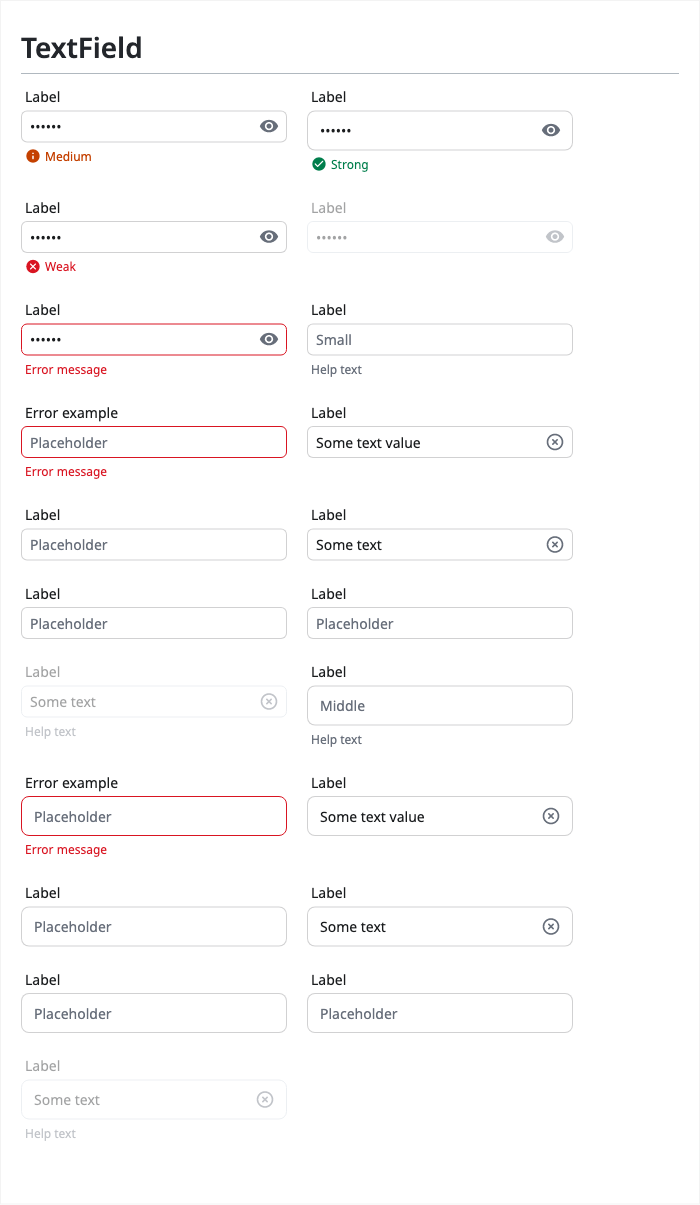 TextField
Label
Label
••••••
••••••
Medium
Strong
Label
Label
••••••
••••••
Weak
Label
Label
••••••
Small
Error message
Help text
Error example
Label
Placeholder
Some text value
Error message
Label
Label
Placeholder
Some text
Label
Label
Placeholder
Placeholder
Label
Label
Some text
Middle
Help text
Help text
Error example
Label
Placeholder
Some text value
Error message
Label
Label
Placeholder
Some text
Label
Label
Placeholder
Placeholder
Label
Some text
Help text